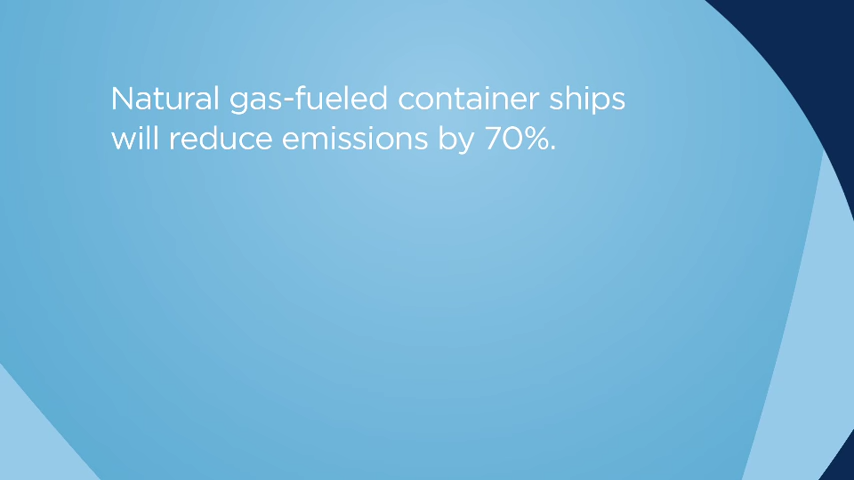 Natural gas-fueled container ships
will reduce emissions by 70%.